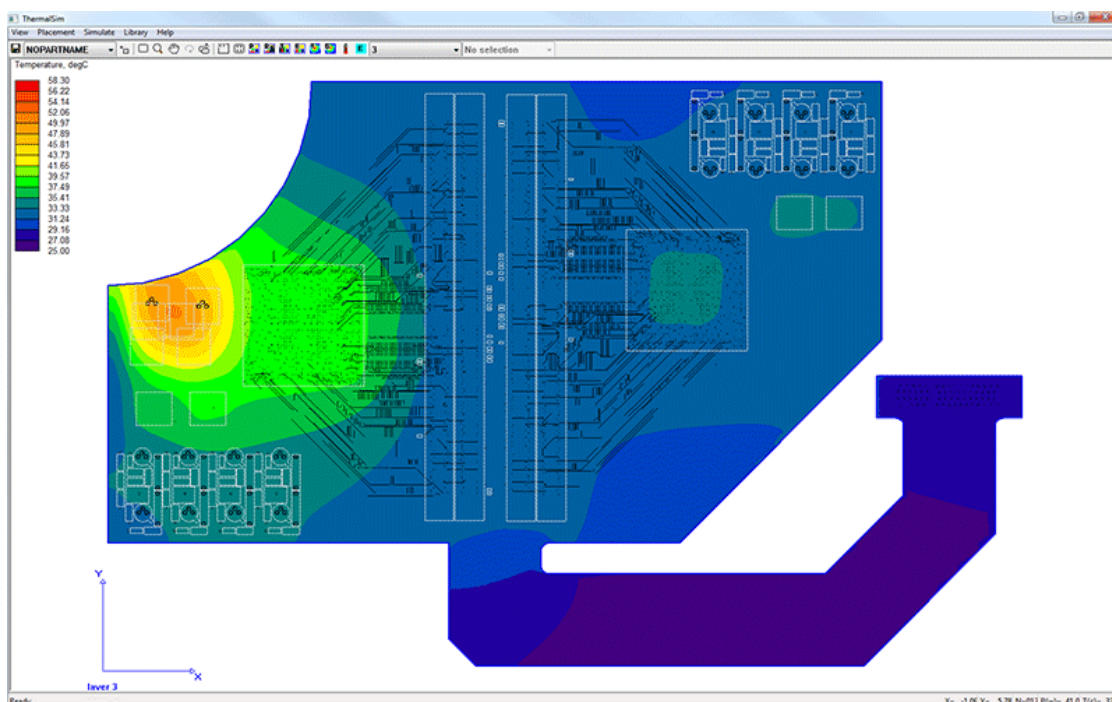 ThermalSim
View Placement Simulate Library Help
NOPARTNAME 3 No selection
Temperature, degC
58.30
56.22
54.14
52.06
49.97
47.89
45.81
43.73
41.65
39.57
37.49
35.41
33.33
31.24
29.16
27.08
25.00
Y
X
layer 3
Ready